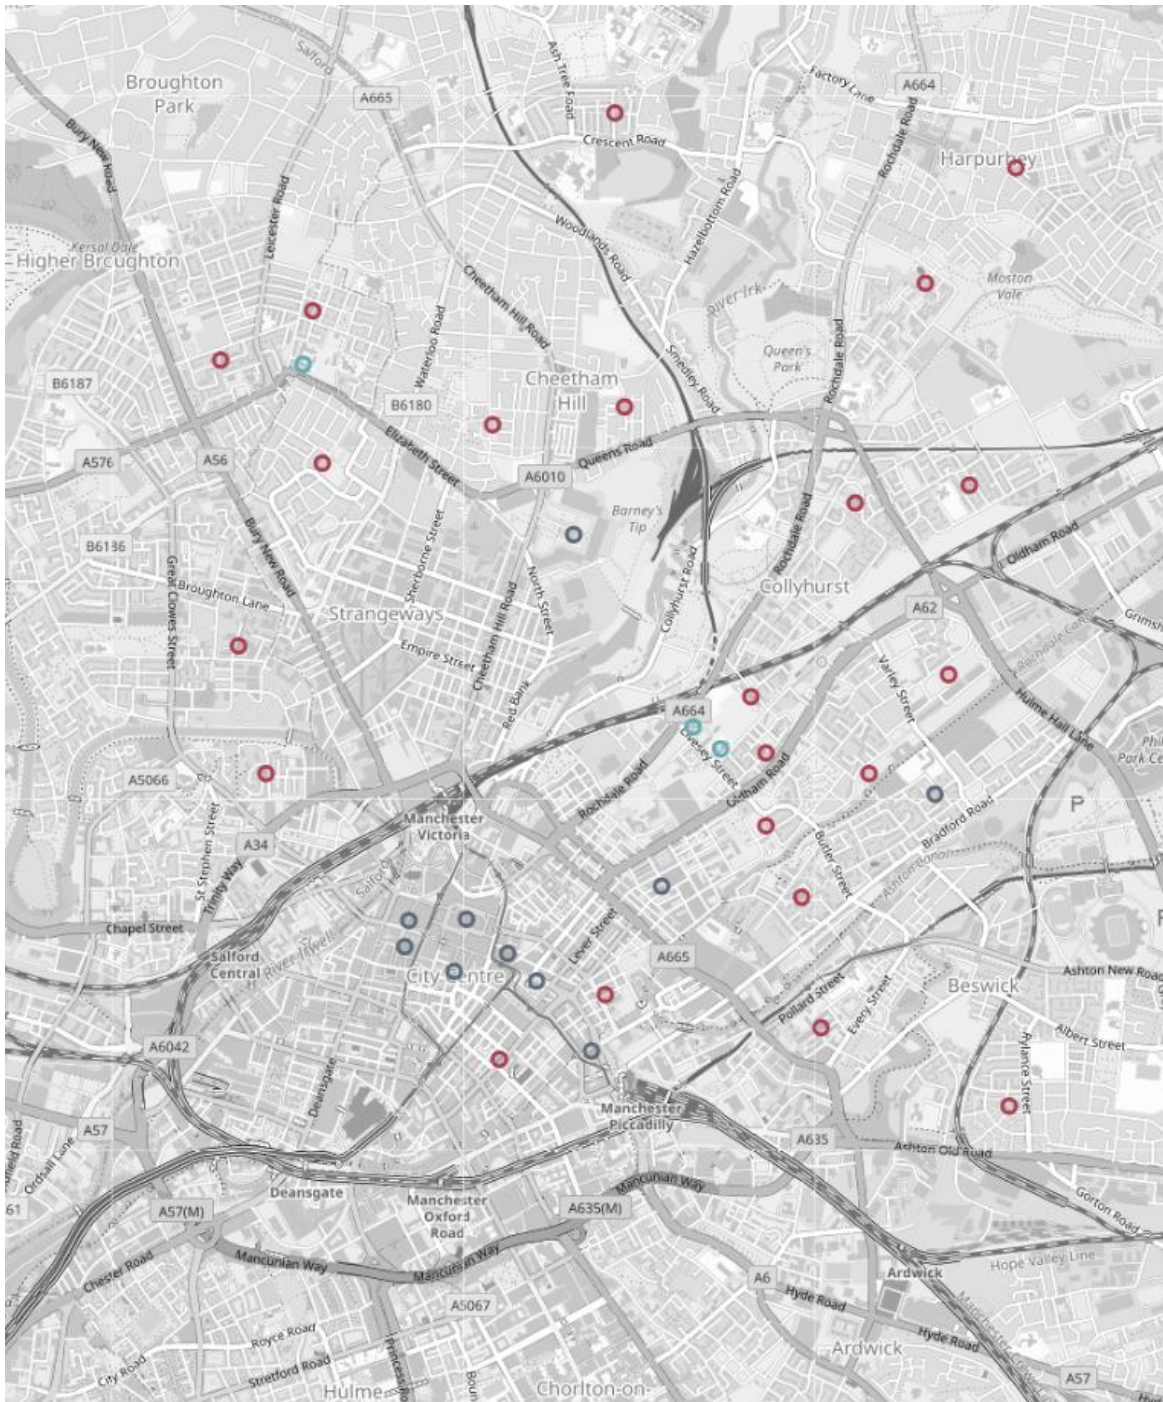 Salford
Ash Tree Road
Factory Lane
A664
Broughton
Park
A665
Rochdale Road
Crescent Road
Bury New Road
Harpurhey
Leicester Road
Hazelbottom Road
Woodlands Road
Kersal Dale
Higher Broughton
Cheetham Hill Road
River Irk
Moston
Vale
Waterloo Road
Smedley Road
Queen's
Park
Rochdale Road
B6187
Cheetham
Hill
B6180
Elizabeth Street
Queens Road
A576
A56
A6010
Barney's
Tip
Rochdale Road
Oldham Road
Bury New Road
Sherborne Street
B6186
Great Clowes Street
Broughton Lane
North Street
Collyhurst Road
Collyhurst
Strangeways
Cheetham Hill Road
A62
Empire Street
Varley Street
Red Bank
Hulme Hall Lane
A664
Livesey Street
A5066
Oldham Road
Rochdale Road
P
Manchester
Victoria
St Stephen Street
A34
Trinity Way
Butler Street
Bradford Road
Ashton Canal
Salford
Chapel Street
Lever Street
River Irwell
Salford
Central
City Centre
A665
Ashton New Road
Beswick
Pollard Street
Every Street
Albert Street
A6042
Rylance Street
Deansgate
Manchester
Piccadilly
A57
A635
Ashton Old Road
Ordsall Lane
Deansgate
Manchester
Oxford
Road
Mancunian Way
61
A57(M)
A635(M)
Gorton Road
Mancunian Way
Mancunian Way
Chester Road
Hope Valley Line
Ardwick
A6
A5067
Hyde Road
Royce Road
Hyde Road
Ardwick
City Road
Stretford Road
A57
Hulme
Chorlton-on-